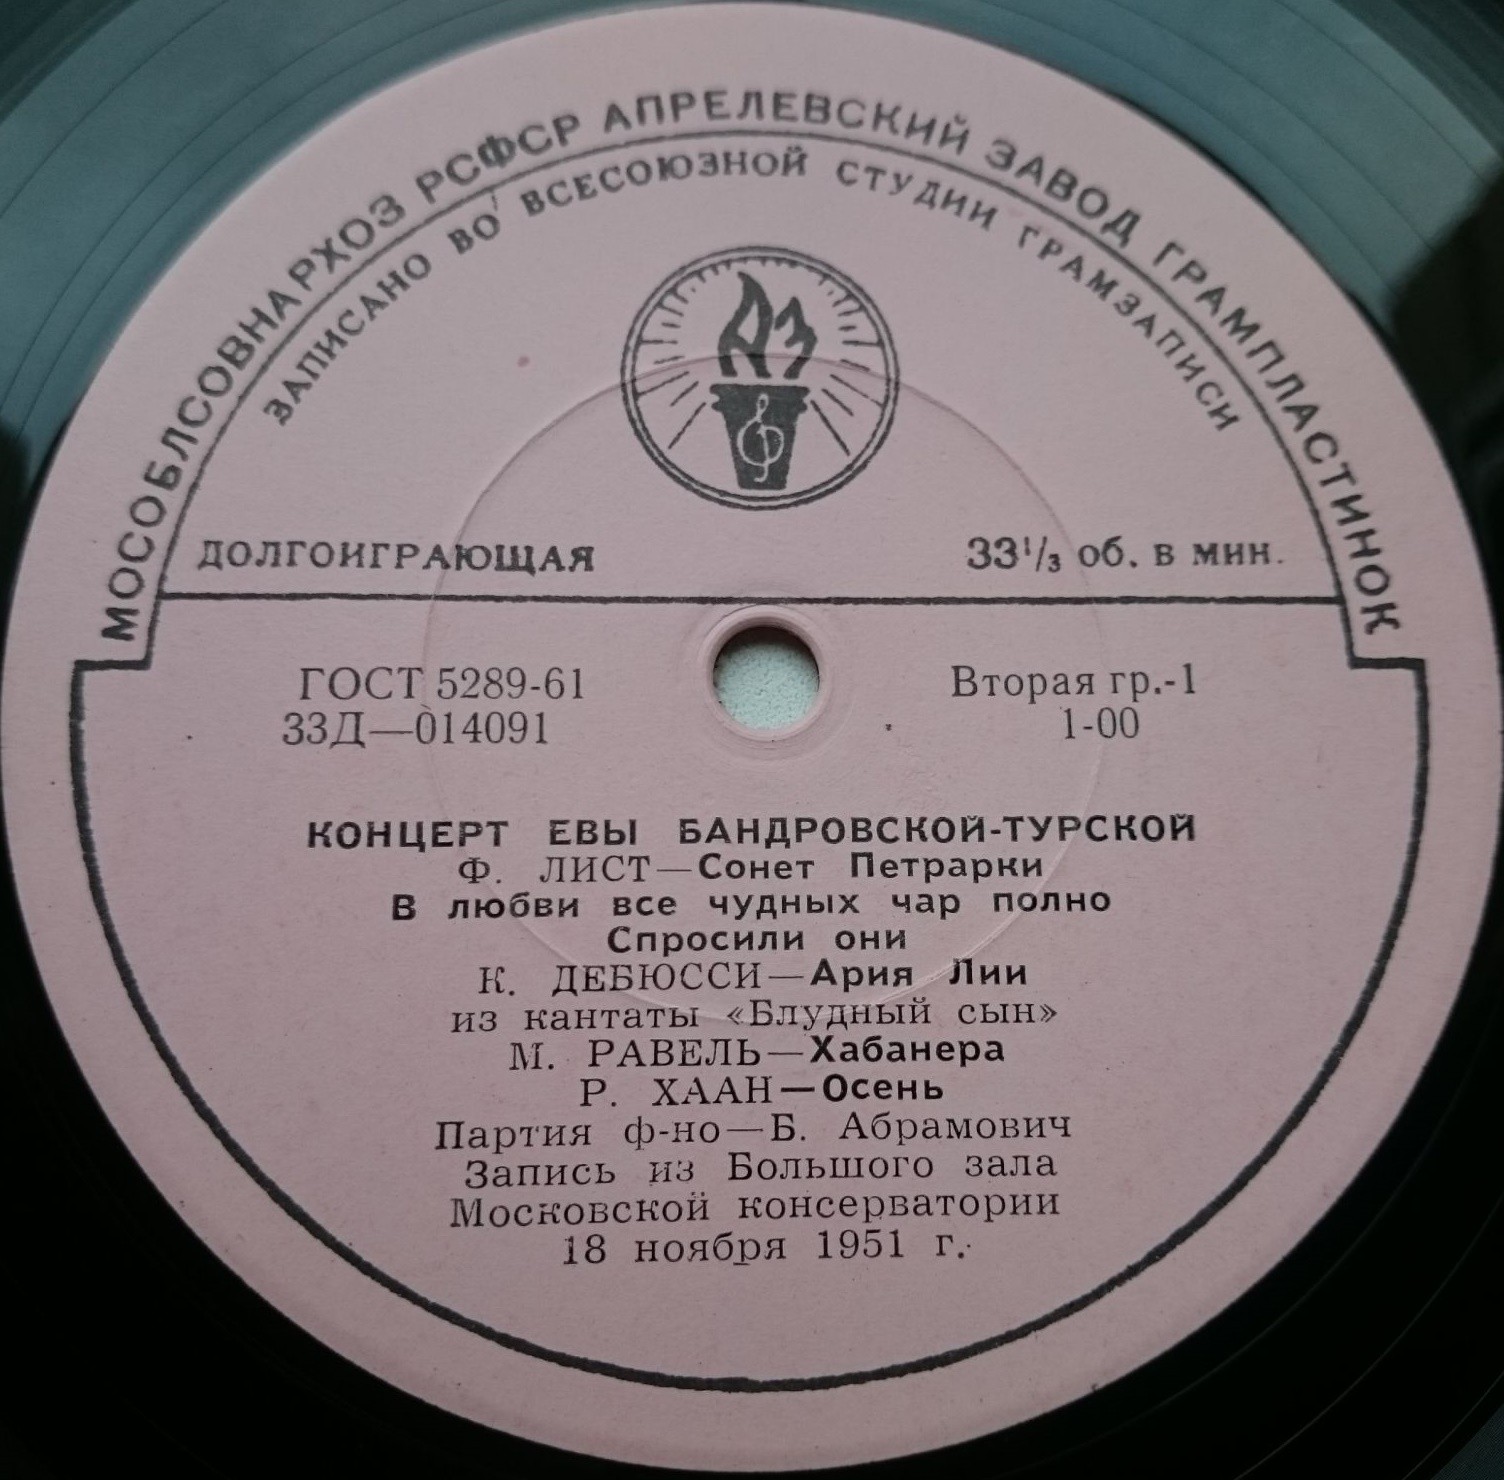 МОСОБЛСОВНАРХОЗ РСФСР АПРЕЛЕВСКИЙ ЗАВОД ГРАМПЛАСТИНОК
ЗАПИСАНО ВО ВСЕСОЮЗНОЙ СТУДИИ ГРАМЗАПИСИ
АЗ
ДОЛГОИГРАЮЩАЯ 33⅓ об. в мин.
ГОСТ 5289-61 Вторая гр.-1
33Д—014091 1-00
КОНЦЕРТ ЕВЫ БАНДРОВСКОЙ-ТУРСКОЙ
Ф. ЛИСТ—Сонет Петрарки
В любви все чудных чар полно
Спросили они
К. ДЕБЮССИ—Ария Лии
из кантаты «Блудный сын»
М. РАВЕЛЬ—Хабанера
Р. ХААН—Осень
Партия ф-но—Б. Абрамович
Запись из Большого зала
Московской консерватории
18 ноября 1951 г.